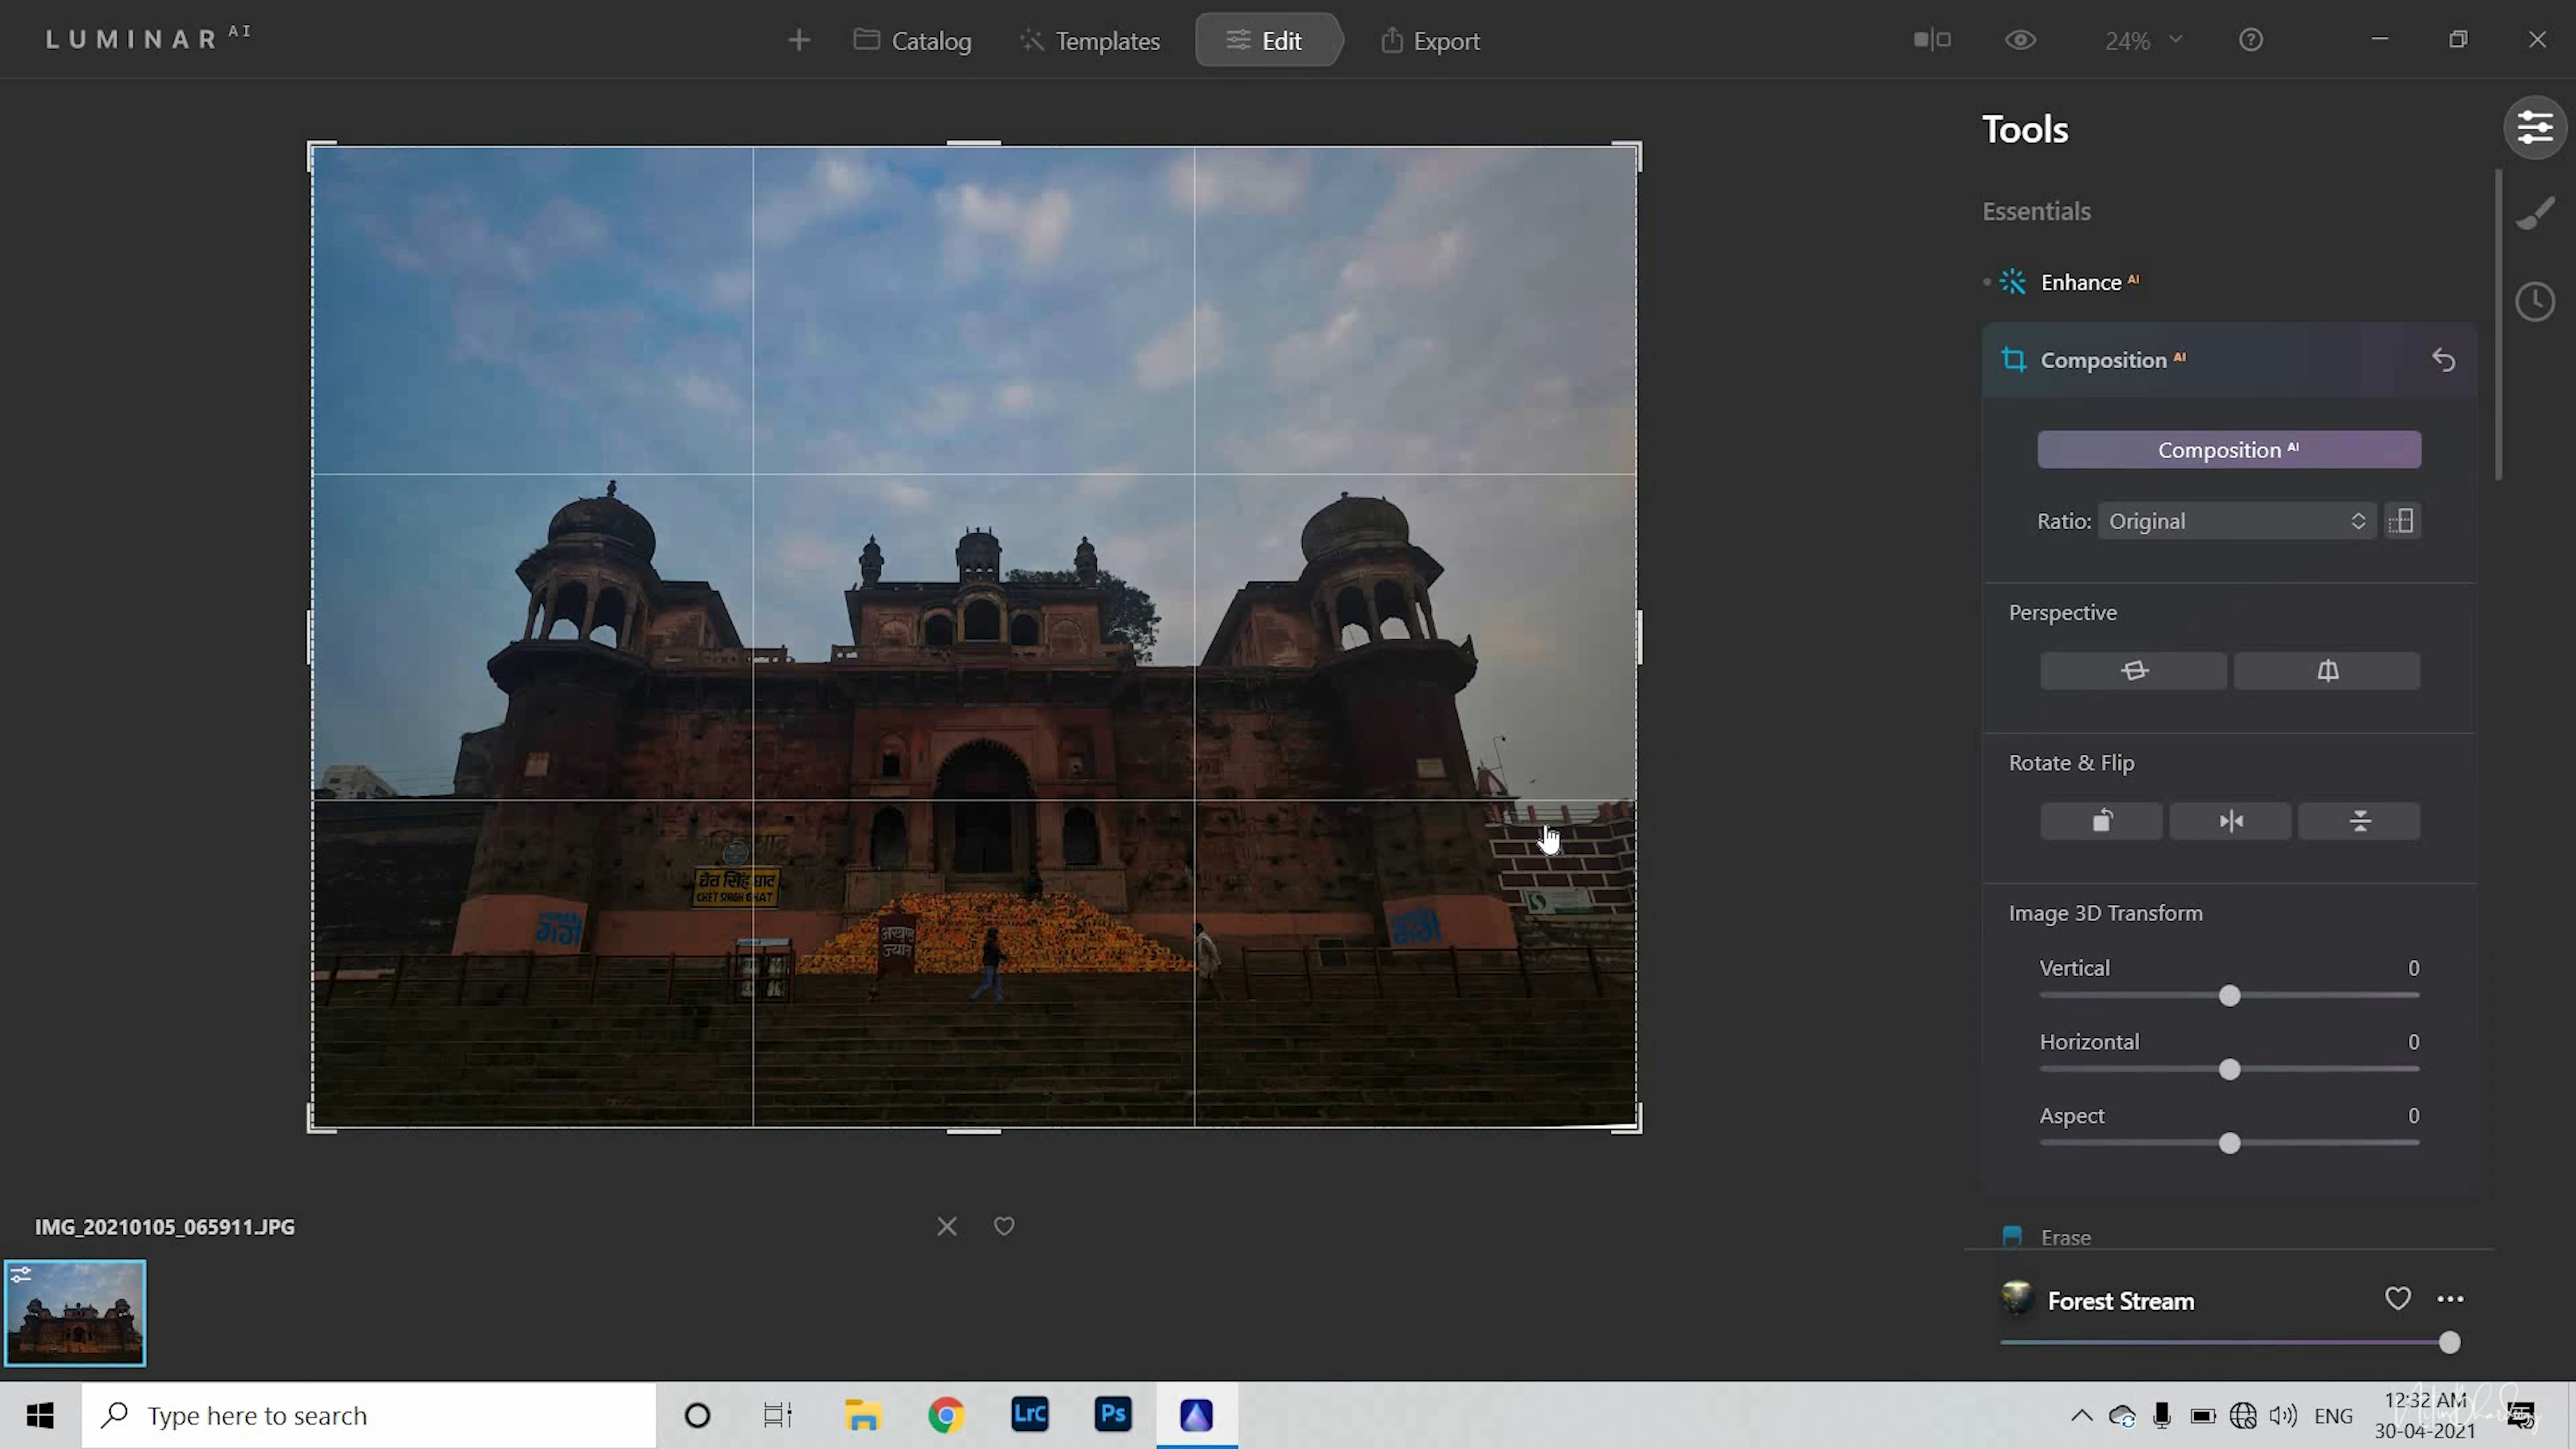 LUMINAR AI
Catalog
Templates
Edit
Export
24%
Tools
Essentials
Enhance AI
Composition AI
Composition AI
Ratio: Original
Perspective
Rotate & Flip
Image 3D Transform
Vertical 0
Horizontal 0
Aspect 0
Erase
Forest Stream
चेत सिंह घाट
CHET SINGH GHAT
अखण्ड
ज्योति
IMG_20210105_065911.JPG
Type here to search
LrC
Ps
ENG
12:32 AM
30-04-2021